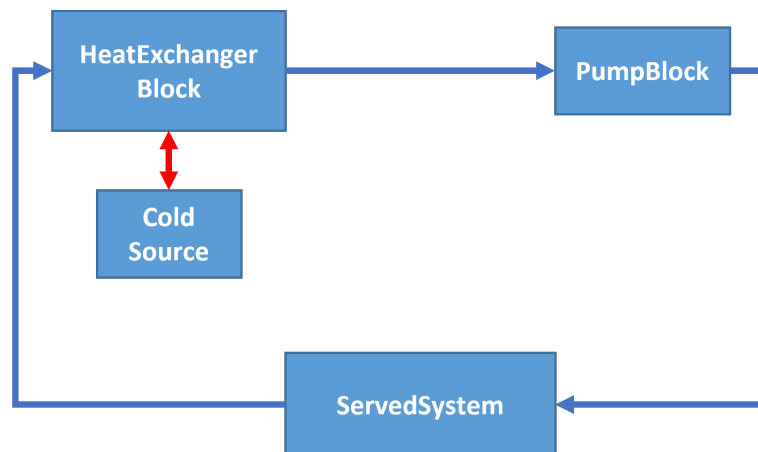 HeatExchanger
Block
PumpBlock
Cold
Source
ServedSystem